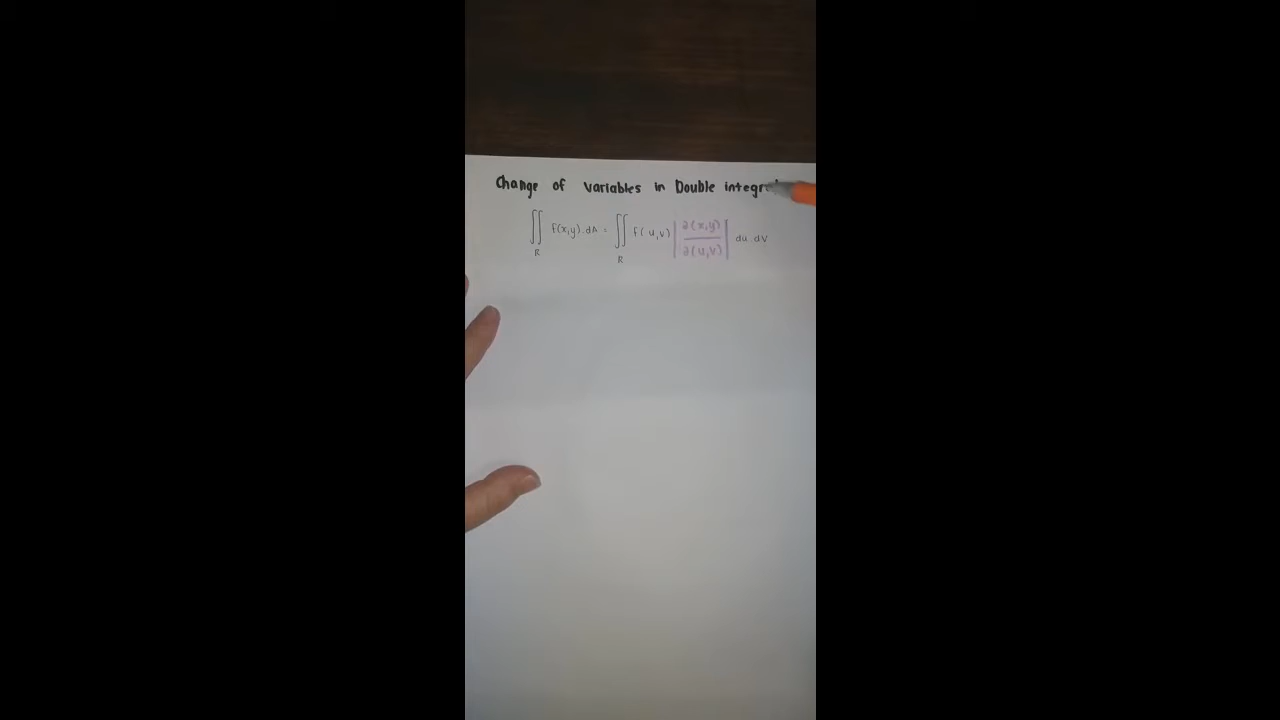 Change of Variables in Double integr
∬ f(x,y).dA = ∬ f(u,v) | ∂(x,y) / ∂(u,v) | du.dv
R R